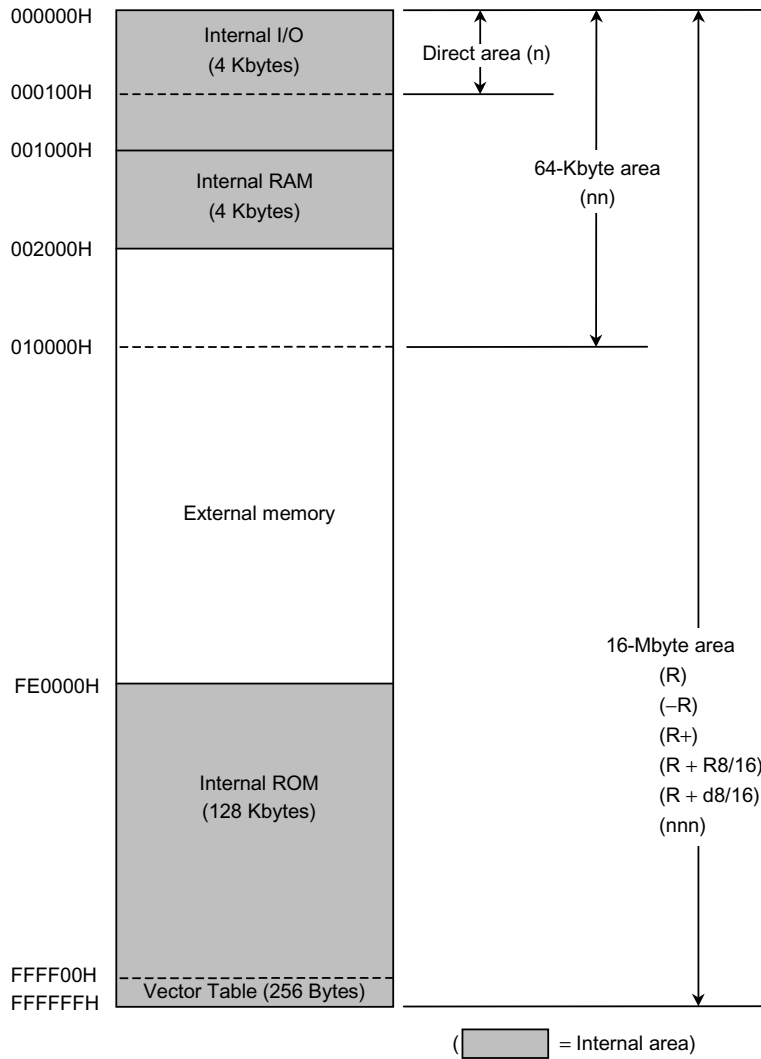 000000H
Internal I/O
(4 Kbytes)
Direct area (n)
000100H
001000H
Internal RAM
(4 Kbytes)
64-Kbyte area
(nn)
002000H
010000H
External memory
16-Mbyte area
(R)
(−R)
(R+)
(R + R8/16)
(R + d8/16)
(nnn)
FE0000H
Internal ROM
(128 Kbytes)
FFFF00H
Vector Table (256 Bytes)
FFFFFFH
( = Internal area)